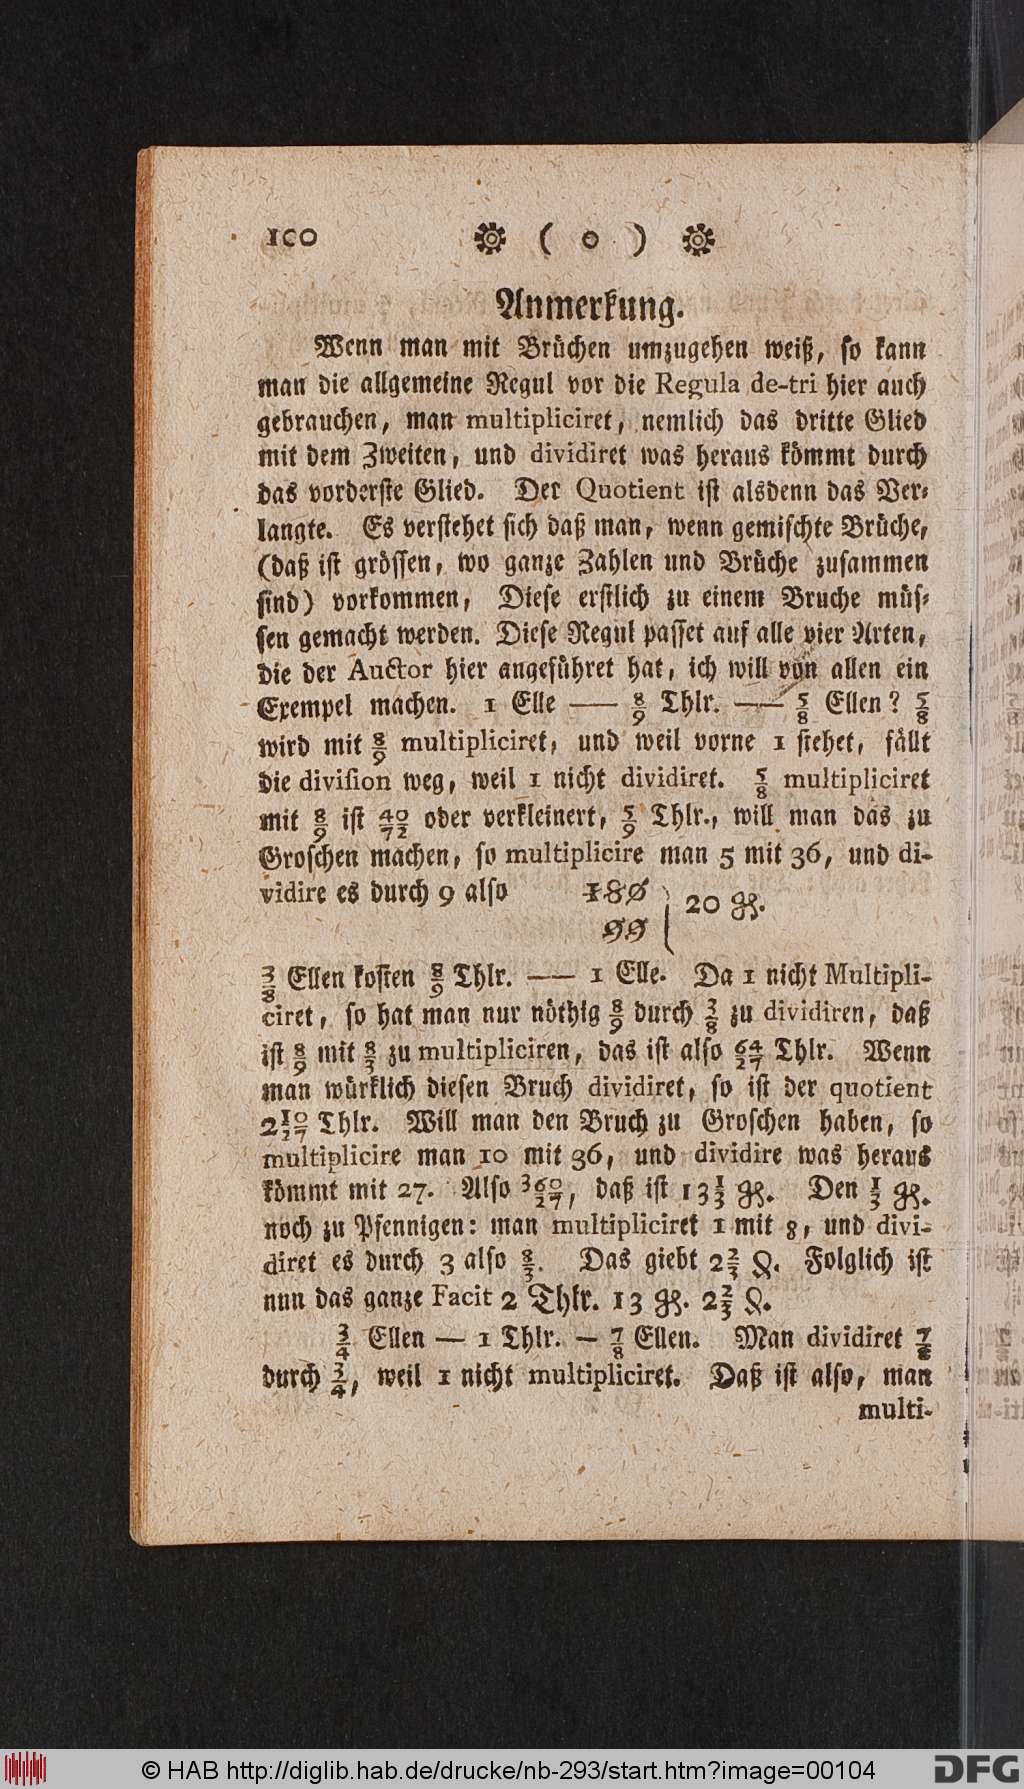 100 ❁ ( o ) ❁
Anmerkung.
Wenn man mit Brüchen umzugehen weiß, so kann
man die allgemeine Regul vor die Regula de-tri hier auch
gebrauchen, man multipliciret, nemlich das dritte Glied
mit dem Zweiten, und dividiret was heraus kömmt durch
das vorderste Glied. Der Quotient ist alsdenn das Ver-
langte. Es verstehet sich daß man, wenn gemischte Brüche,
(daß ist grössen, wo ganze Zahlen und Brüche zusammen
sind) vorkommen, Diese erstlich zu einem Bruche müs-
sen gemacht werden. Diese Regul passet auf alle vier Arten,
die der Auctor hier angeführet hat, ich will von allen ein
Exempel machen. 1 Elle —— 8/9 Thlr. —— 5/8 Ellen? 5/8
wird mit 8/9 multipliciret, und weil vorne 1 stehet, fällt
die division weg, weil 1 nicht dividiret. 5/8 multipliciret
mit 8/9 ist 40/72 oder verkleinert, 5/9 Thlr., will man das zu
Groschen machen, so multiplicire man 5 mit 36, und di-
vidire es durch 9 also 180
99 ( 20 gß.
3/8 Ellen kosten 8/9 Thlr. —— 1 Elle. Da 1 nicht Multipli-
ciret, so hat man nur nöthig 8/9 durch 3/8 zu dividiren, daß
ist 8/9 mit 8/3 zu multipliciren, das ist also 64/27 Thlr. Wenn
man würklich diesen Bruch dividiret, so ist der quotient
2 10/27 Thlr. Will man den Bruch zu Groschen haben, so
multiplicire man 10 mit 36, und dividire was heraus
kömmt mit 27. Also 360/27, daß ist 13 1/3 gß. Den 1/3 gß.
noch zu Pfennigen: man multipliciret 1 mit 8, und divi-
diret es durch 3 also 8/3. Das giebt 2 2/3 ₰. Folglich ist
nun das ganze Facit 2 Thlr. 13 gß. 2 2/3 ₰.
3/4 Ellen — 1 Thlr. — 7/8 Ellen. Man dividiret 7/8
durch 3/4, weil 1 nicht multipliciret. Daß ist also, man
multi-
© HAB http://diglib.hab.de/drucke/nb-293/start.htm?image=00104
DFG